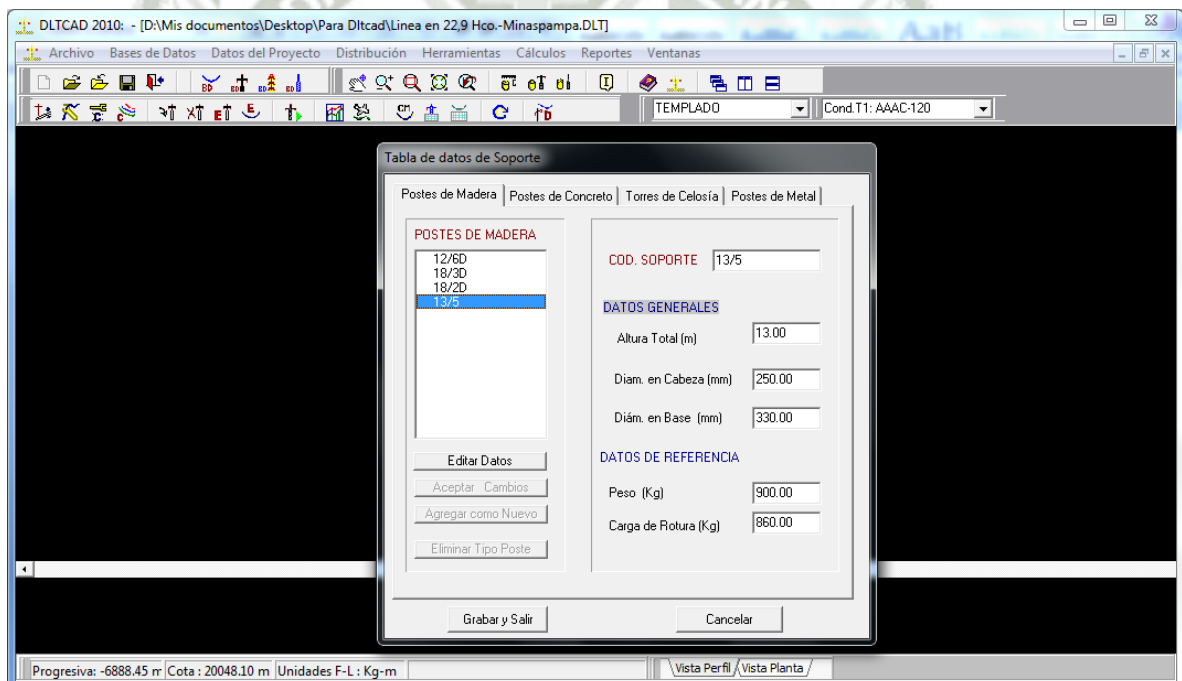 DLTCAD 2010: - [D:\Mis documentos\Desktop\Para Dltcad\Linea en 22,9 Hco.-Minaspampa.DLT]
Archivo Bases de Datos Datos del Proyecto Distribución Herramientas Cálculos Reportes Ventanas
TEMPLADO Cond.T1: AAAC-120
Tabla de datos de Soporte
Postes de Madera Postes de Concreto Torres de Celosía Postes de Metal
POSTES DE MADERA
12/6D
18/3D
18/2D
13/5
Editar Datos
Aceptar Cambios
Agregar como Nuevo
Eliminar Tipo Poste
COD. SOPORTE 13/5
DATOS GENERALES
Altura Total (m) 13.00
Diam. en Cabeza (mm) 250.00
Diám. en Base (mm) 330.00
DATOS DE REFERENCIA
Peso (Kg) 900.00
Carga de Rotura (Kg) 860.00
Grabar y Salir Cancelar
Progresiva: -6888.45 m Cota : 20048.10 m Unidades F-L : Kg-m Vista Perfil Vista Planta